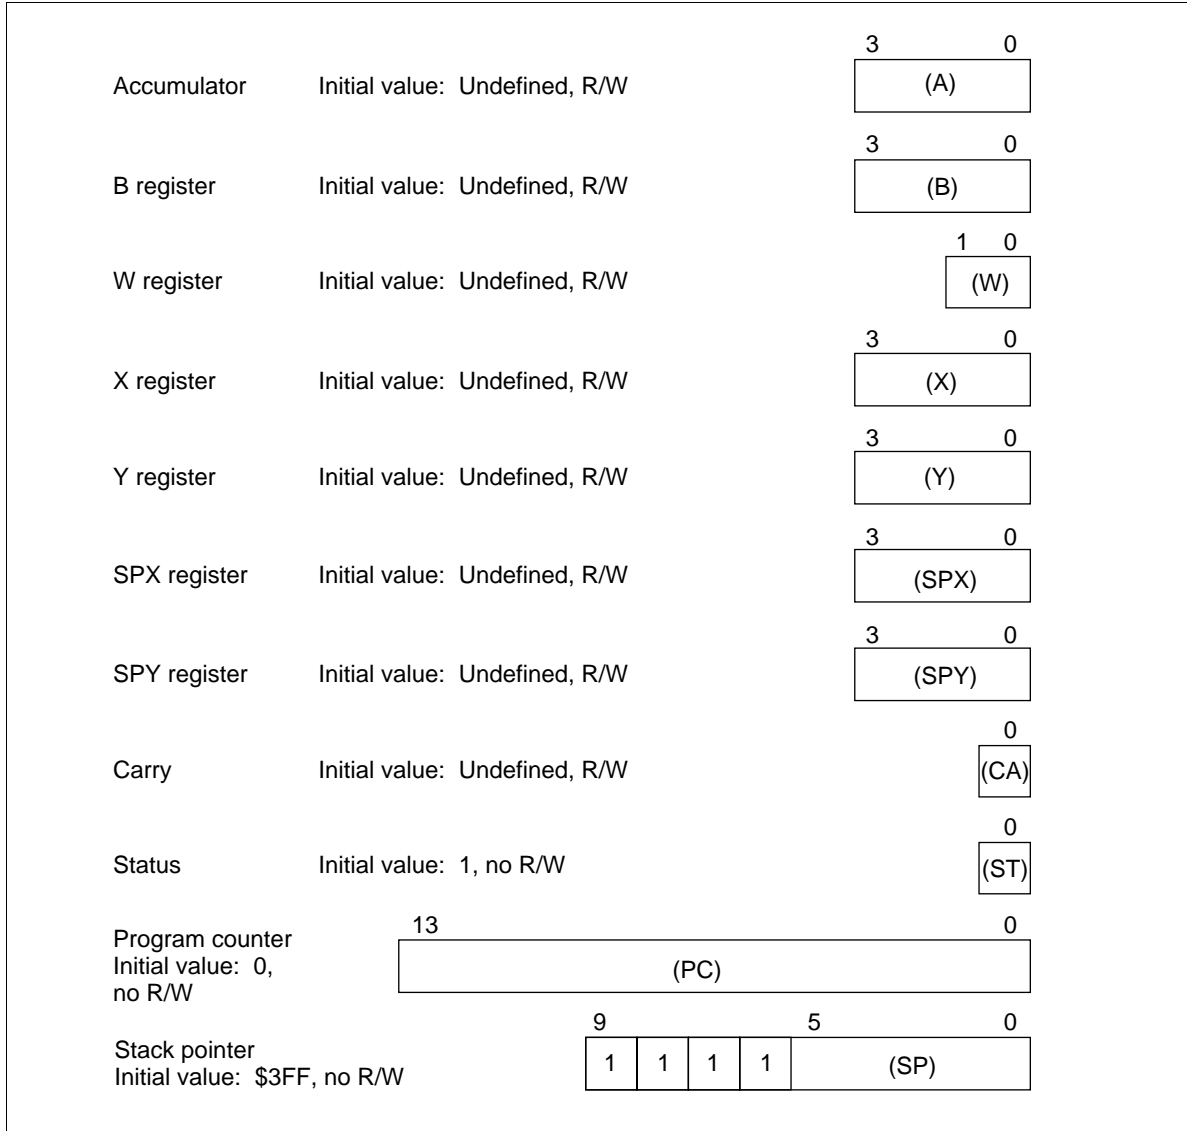 3 0
Accumulator Initial value: Undefined, R/W (A)
3 0
B register Initial value: Undefined, R/W (B)
1 0
W register Initial value: Undefined, R/W (W)
3 0
X register Initial value: Undefined, R/W (X)
3 0
Y register Initial value: Undefined, R/W (Y)
3 0
SPX register Initial value: Undefined, R/W (SPX)
3 0
SPY register Initial value: Undefined, R/W (SPY)
0
Carry Initial value: Undefined, R/W (CA)
0
Status Initial value: 1, no R/W (ST)
13 0
Program counter
Initial value: 0, (PC)
no R/W
9 5 0
Stack pointer
1 1 1 1 (SP)
Initial value: $3FF, no R/W